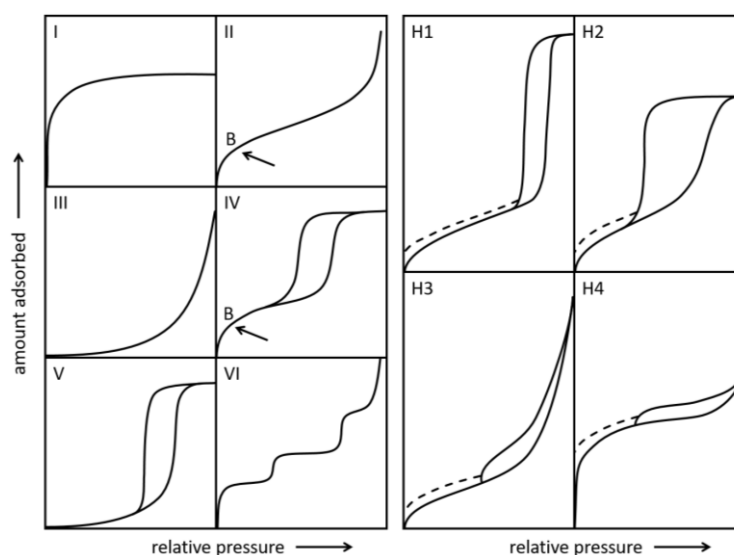 I
II
B
III
IV
B
V
VI
H1
H2
H3
H4
amount adsorbed
relative pressure
relative pressure